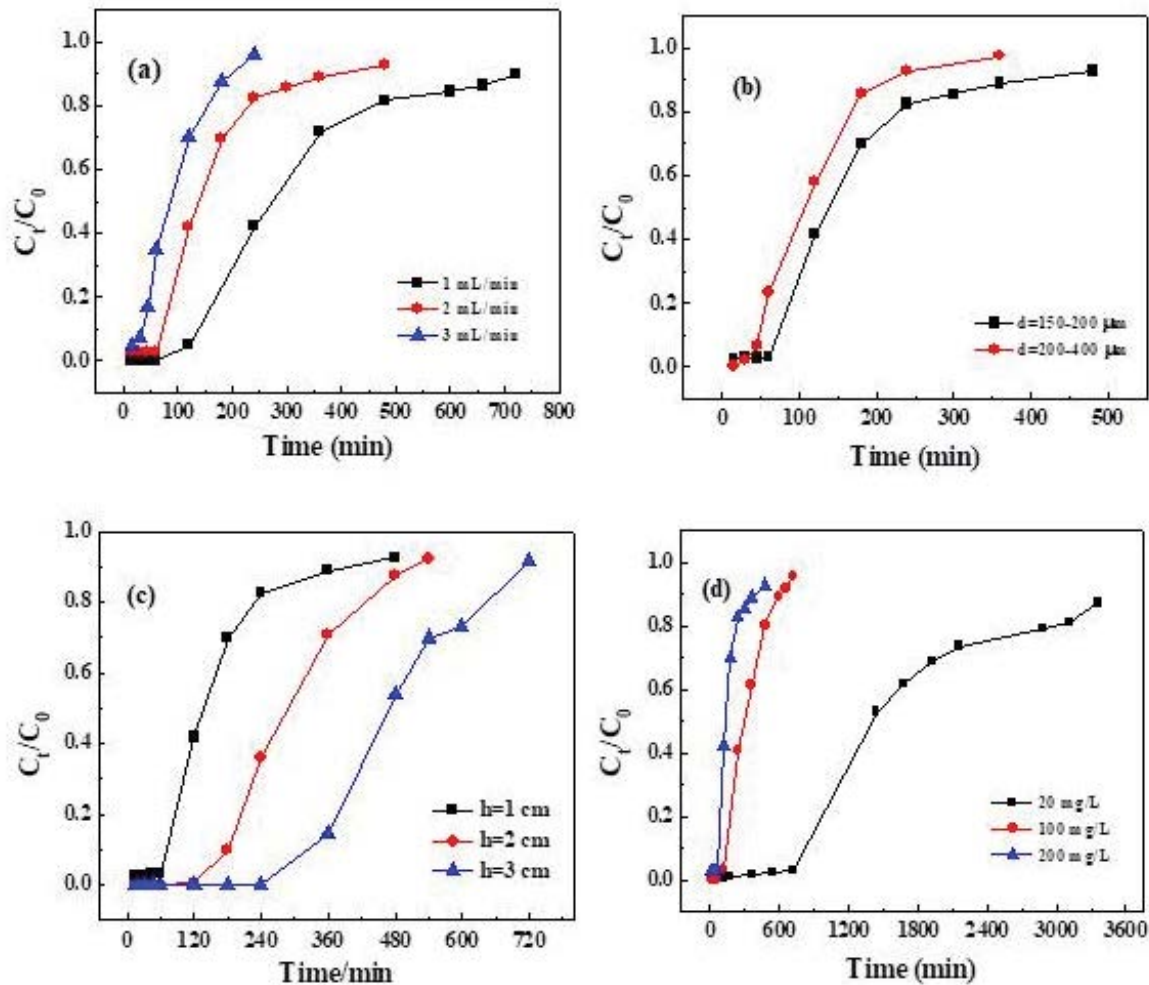 (a)
C_t/C_0
1.0
0.8
0.6
0.4
0.2
0.0
1 mL/min
2 mL/min
3 mL/min
0 100 200 300 400 500 600 700 800
Time (min)
(b)
C_t/C_0
1.0
0.8
0.6
0.4
0.2
0.0
d=150-200 μm
d=200-400 μm
0 100 200 300 400 500
Time (min)
(c)
C_t/C_0
1.0
0.8
0.6
0.4
0.2
0.0
h=1 cm
h=2 cm
h=3 cm
0 120 240 360 480 600 720
Time/min
(d)
C_t/C_0
1.0
0.8
0.6
0.4
0.2
0.0
20 mg/L
100 mg/L
200 mg/L
0 600 1200 1800 2400 3000 3600
Time (min)